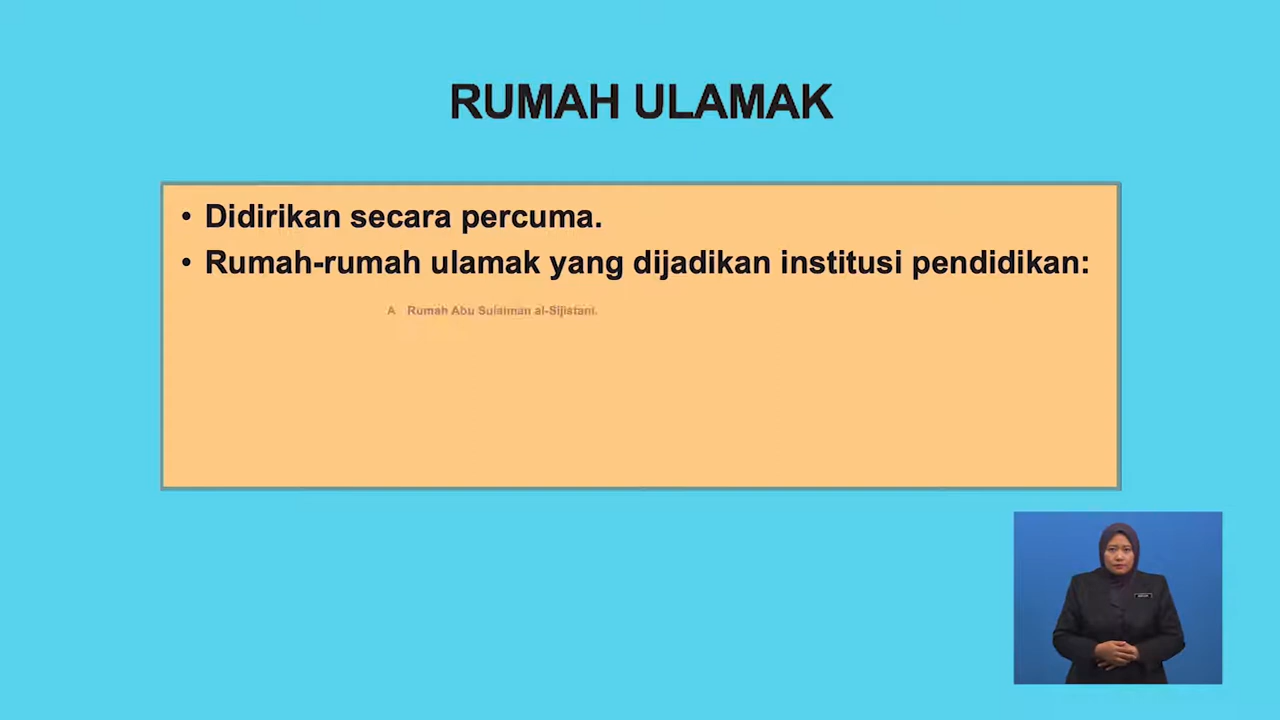 RUMAH ULAMAK
• Didirikan secara percuma.
• Rumah-rumah ulamak yang dijadikan institusi pendidikan:
A Rumah Abu Sulaiman al-Sijistani.